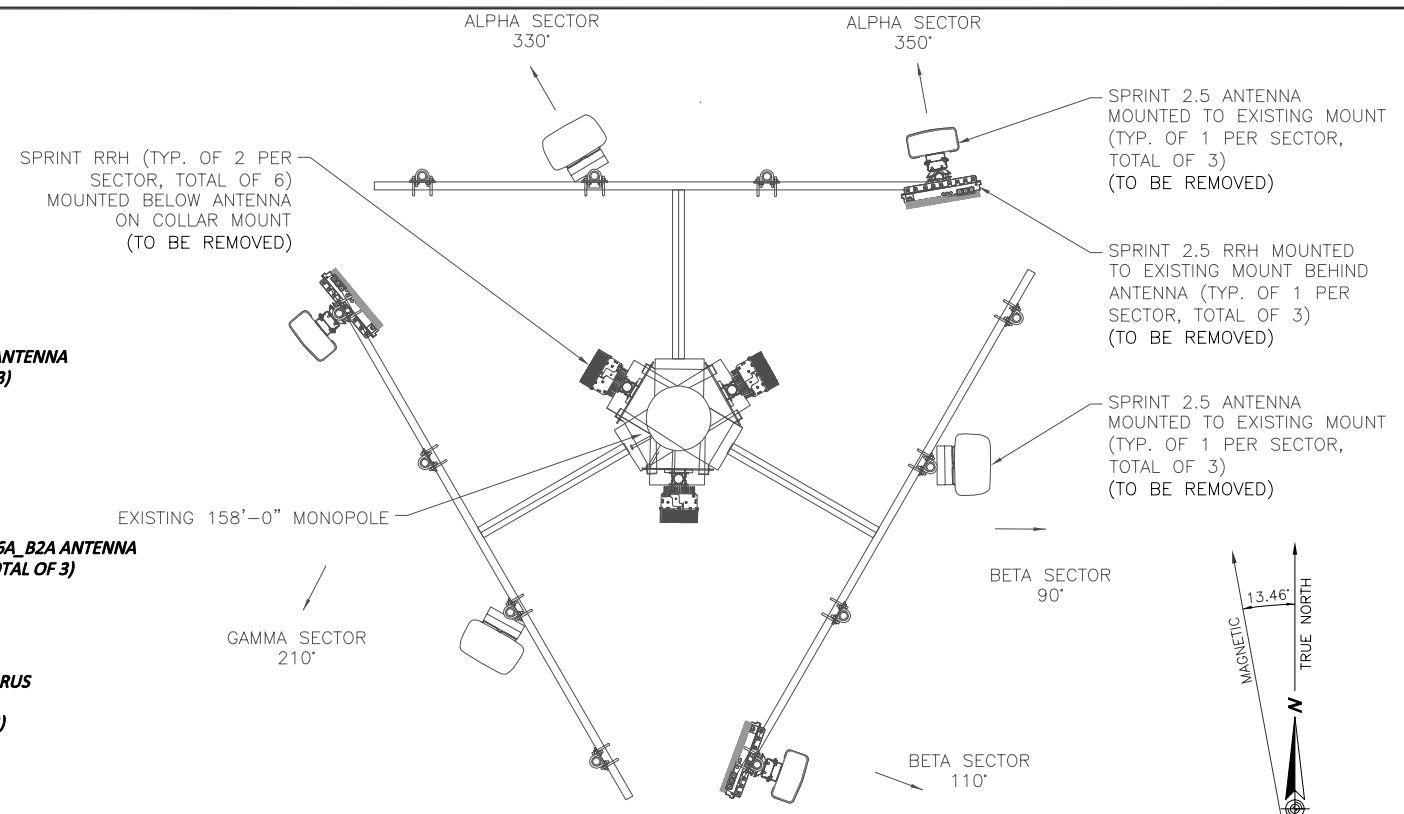 ALPHA SECTOR
330°
ALPHA SECTOR
350°
SPRINT 2.5 ANTENNA
MOUNTED TO EXISTING MOUNT
(TYP. OF 1 PER SECTOR,
TOTAL OF 3)
(TO BE REMOVED)
SPRINT RRH (TYP. OF 2 PER
SECTOR, TOTAL OF 6)
MOUNTED BELOW ANTENNA
ON COLLAR MOUNT
(TO BE REMOVED)
SPRINT 2.5 RRH MOUNTED
TO EXISTING MOUNT BEHIND
ANTENNA (TYP. OF 1 PER
SECTOR, TOTAL OF 3)
(TO BE REMOVED)
ANTENNA
3)
SPRINT 2.5 ANTENNA
MOUNTED TO EXISTING MOUNT
(TYP. OF 1 PER SECTOR,
TOTAL OF 3)
(TO BE REMOVED)
EXISTING 158'-0" MONOPOLE
6A_B2A ANTENNA
OTAL OF 3)
BETA SECTOR
90°
GAMMA SECTOR
210°
RUS
)
BETA SECTOR
110°
13.46°
MAGNETIC
TRUE NORTH
N